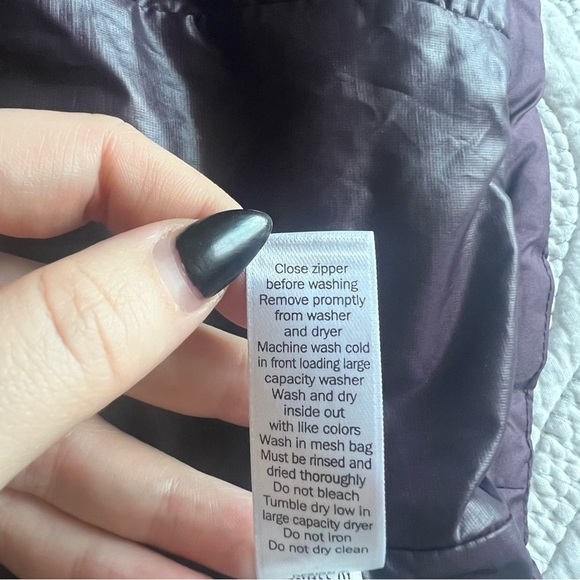 Close zipper
before washing
Remove promptly
from washer
and dryer
Machine wash cold
in front loading large
capacity washer
Wash and dry
inside out
with like colors
Wash in mesh bag
Must be rinsed and
dried thoroughly
Do not bleach
Tumble dry low in
large capacity dryer
Do not iron
Do not dry clean